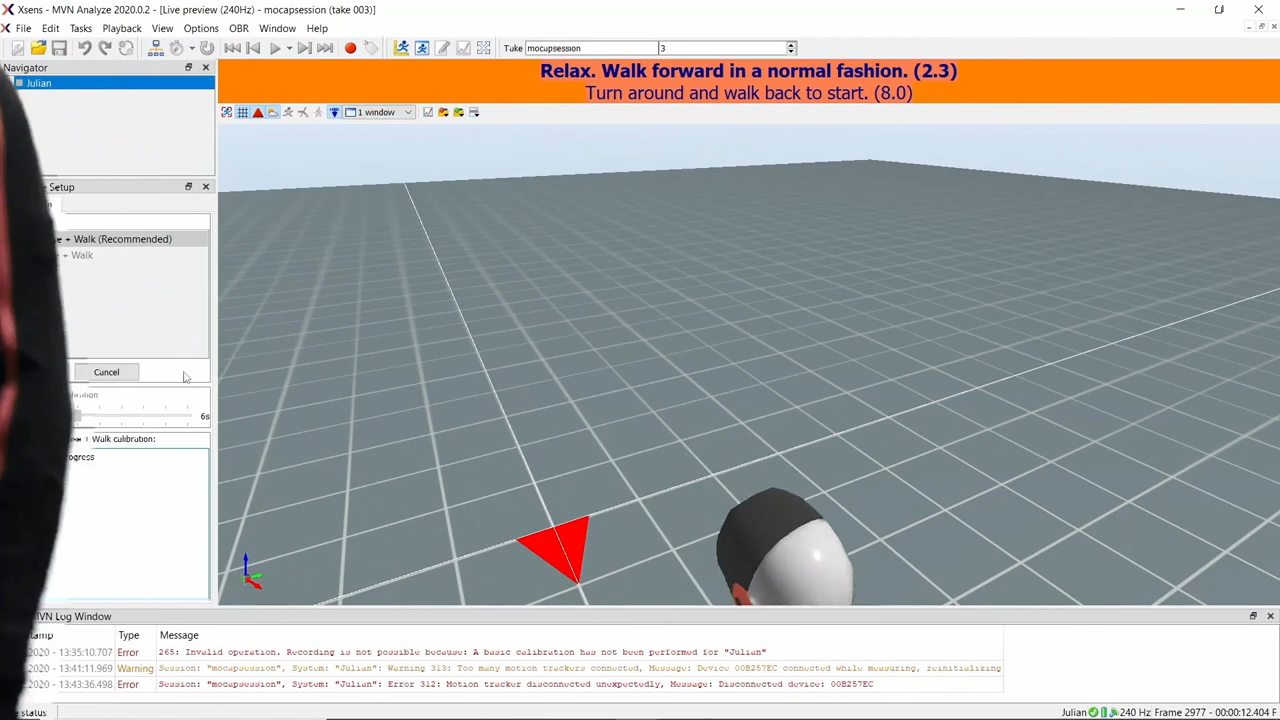 Xsens - MVN Analyze 2020.0.2 - [Live preview (240Hz) - mocapsession (take 003)]
File Edit Tasks Playback View Options OBR Window Help
Take mocupsession 3
Navigator
Julian
Relax. Walk forward in a normal fashion. (2.3)
Turn around and walk back to start. (8.0)
1 window
Setup
+ Walk (Recommended)
+ Walk
Cancel
6s
Walk calibration:
MVN Log Window
Type Message
2020 - 13:35:10.707 Error 265: Invalid operation. Recording is not possible because: A basic calibration has not been performed for "Julian"
2020 - 13:41:11.969 Warning Session: "mocapsession", System: "Julian": Warning 313: Too many motion trackers connected, Message: Device 00B257EC connected while measuring, reinitializing
2020 - 13:43:36.498 Error Session: "mocapsession", System: "Julian": Error 312: Motion tracker disconnected unexpectedly, Message: Disconnected device: 00B257EC
status
Julian 240 Hz Frame 2977 - 00:00:12.404 F